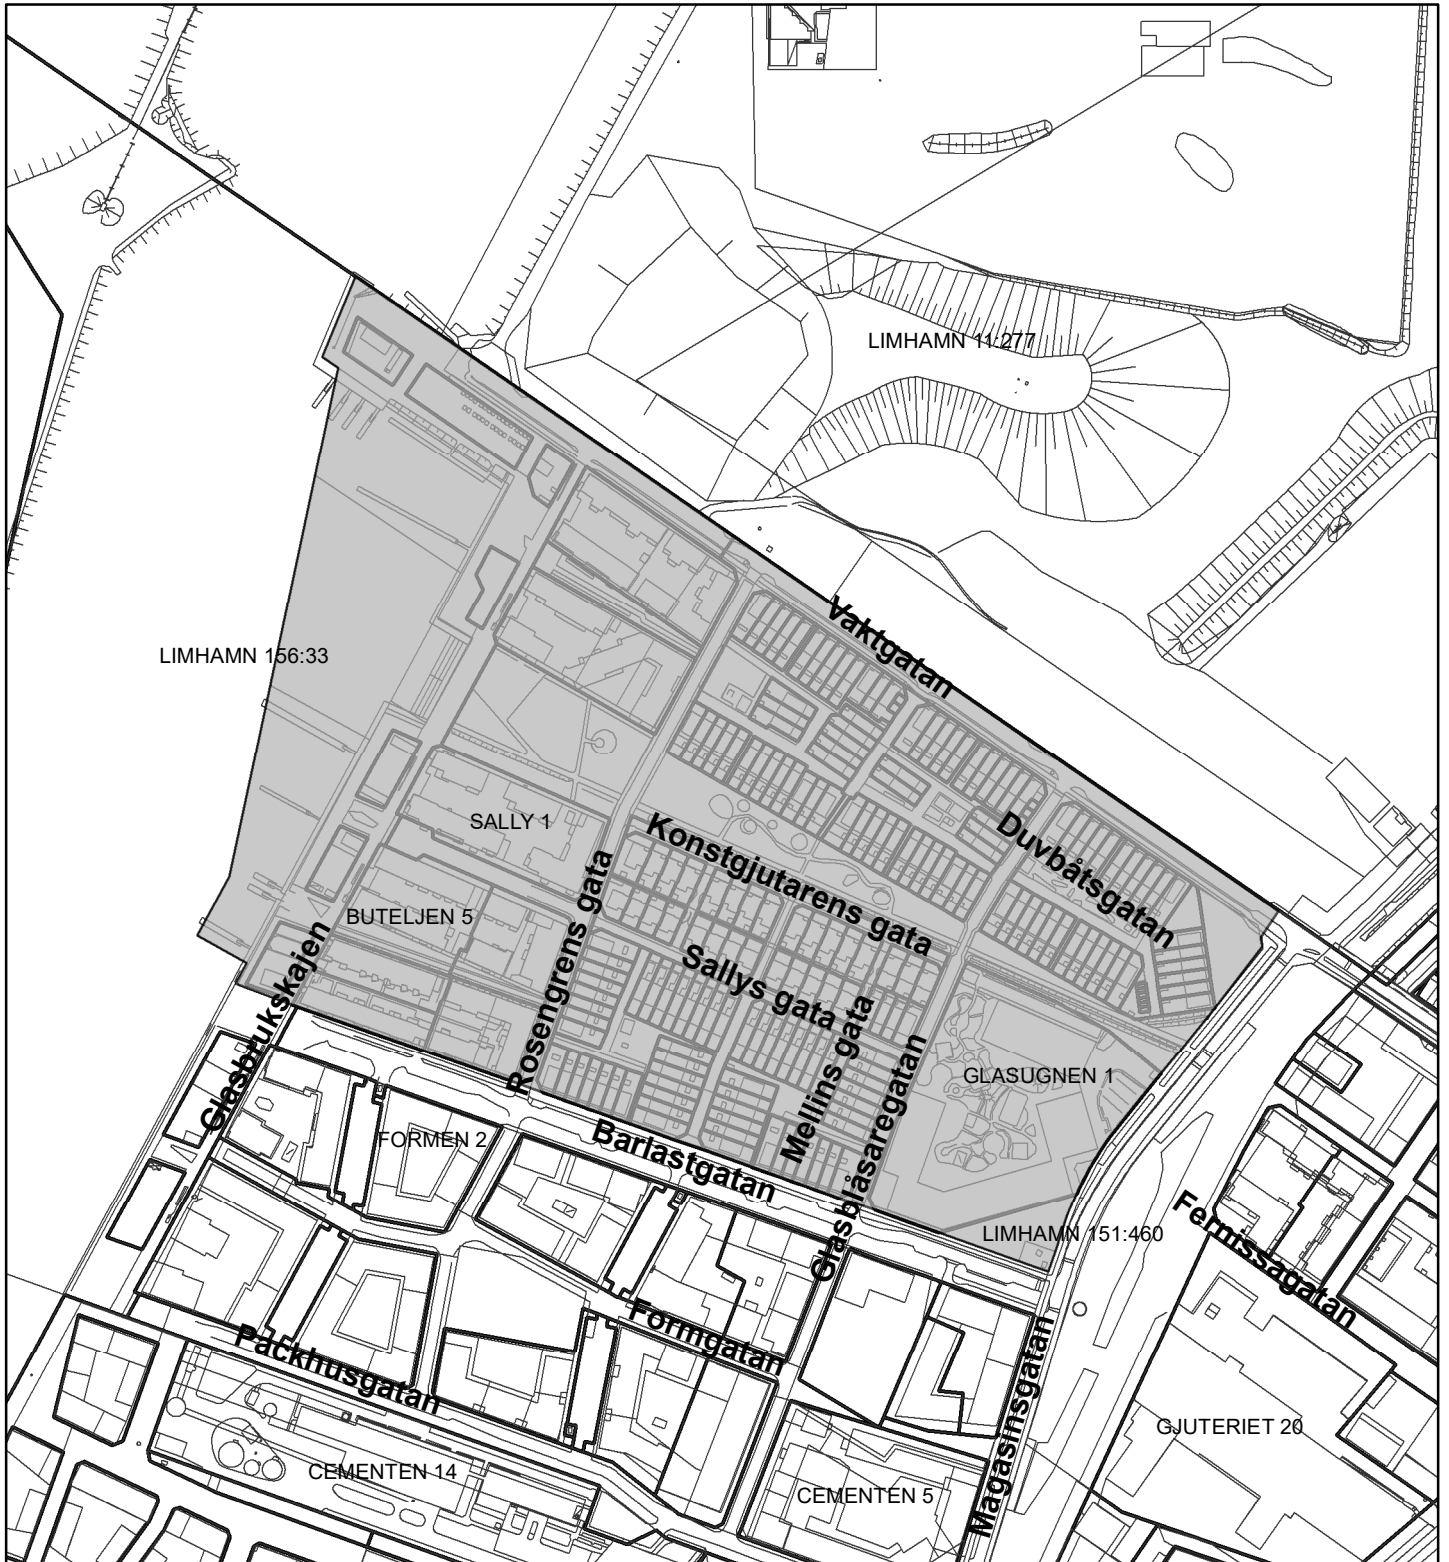 LIMHAMN 11:277
Vaktgatan
LIMHAMN 156:33
SALLY 1
Konstgjutarens gata
Duvbåtsgatan
BUTELJEN 5
Rosengrens gata
Sallys gata
Glasbrukskajen
Mellins gata
Glasblåsaregatan
GLASUGNEN 1
FORMEN 2
Barlastgatan
LIMHAMN 151:460
Fernissagatan
Formgatan
Packhusgatan
Magasinsgatan
GJUTERIET 20
CEMENTEN 14
CEMENTEN 5